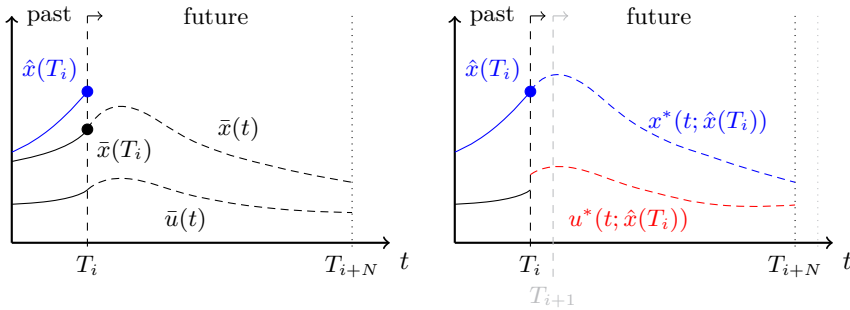 past future
x̂(T_i)
x̄(t)
x̄(T_i)
ū(t)
T_i T_{i+N} t
past future
x̂(T_i)
x*(t; x̂(T_i))
u*(t; x̂(T_i))
T_i T_{i+N} t
T_{i+1}